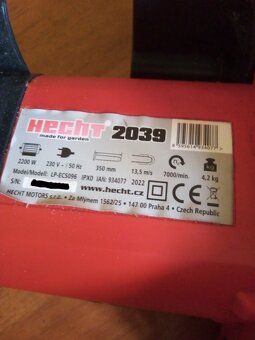 HECHT 2039
made for garden
2200 W 230 V ~ / 50 Hz 350 mm 13,5 m/s 7000/min. 4,2 kg
Model/Modell: LP-ECS096 IPX0 IAN: 934077 2022
S/N: www.hecht.cz
HECHT MOTORS s.r.o. • Za Mlýnem 1562/25 • 147 00 Praha 4 • Czech Republic